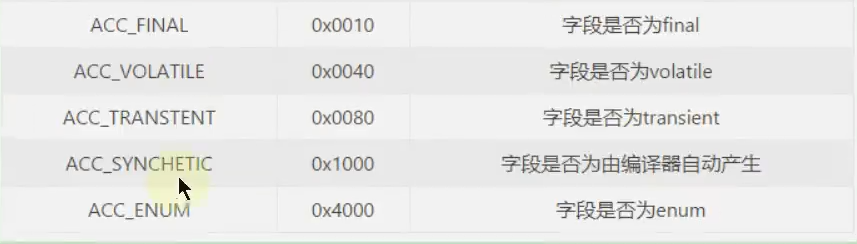 ACC_FINAL 0x0010 字段是否为final
ACC_VOLATILE 0x0040 字段是否为volatile
ACC_TRANSTENT 0x0080 字段是否为transient
ACC_SYNCHETIC 0x1000 字段是否为由编译器自动产生
ACC_ENUM 0x4000 字段是否为enum